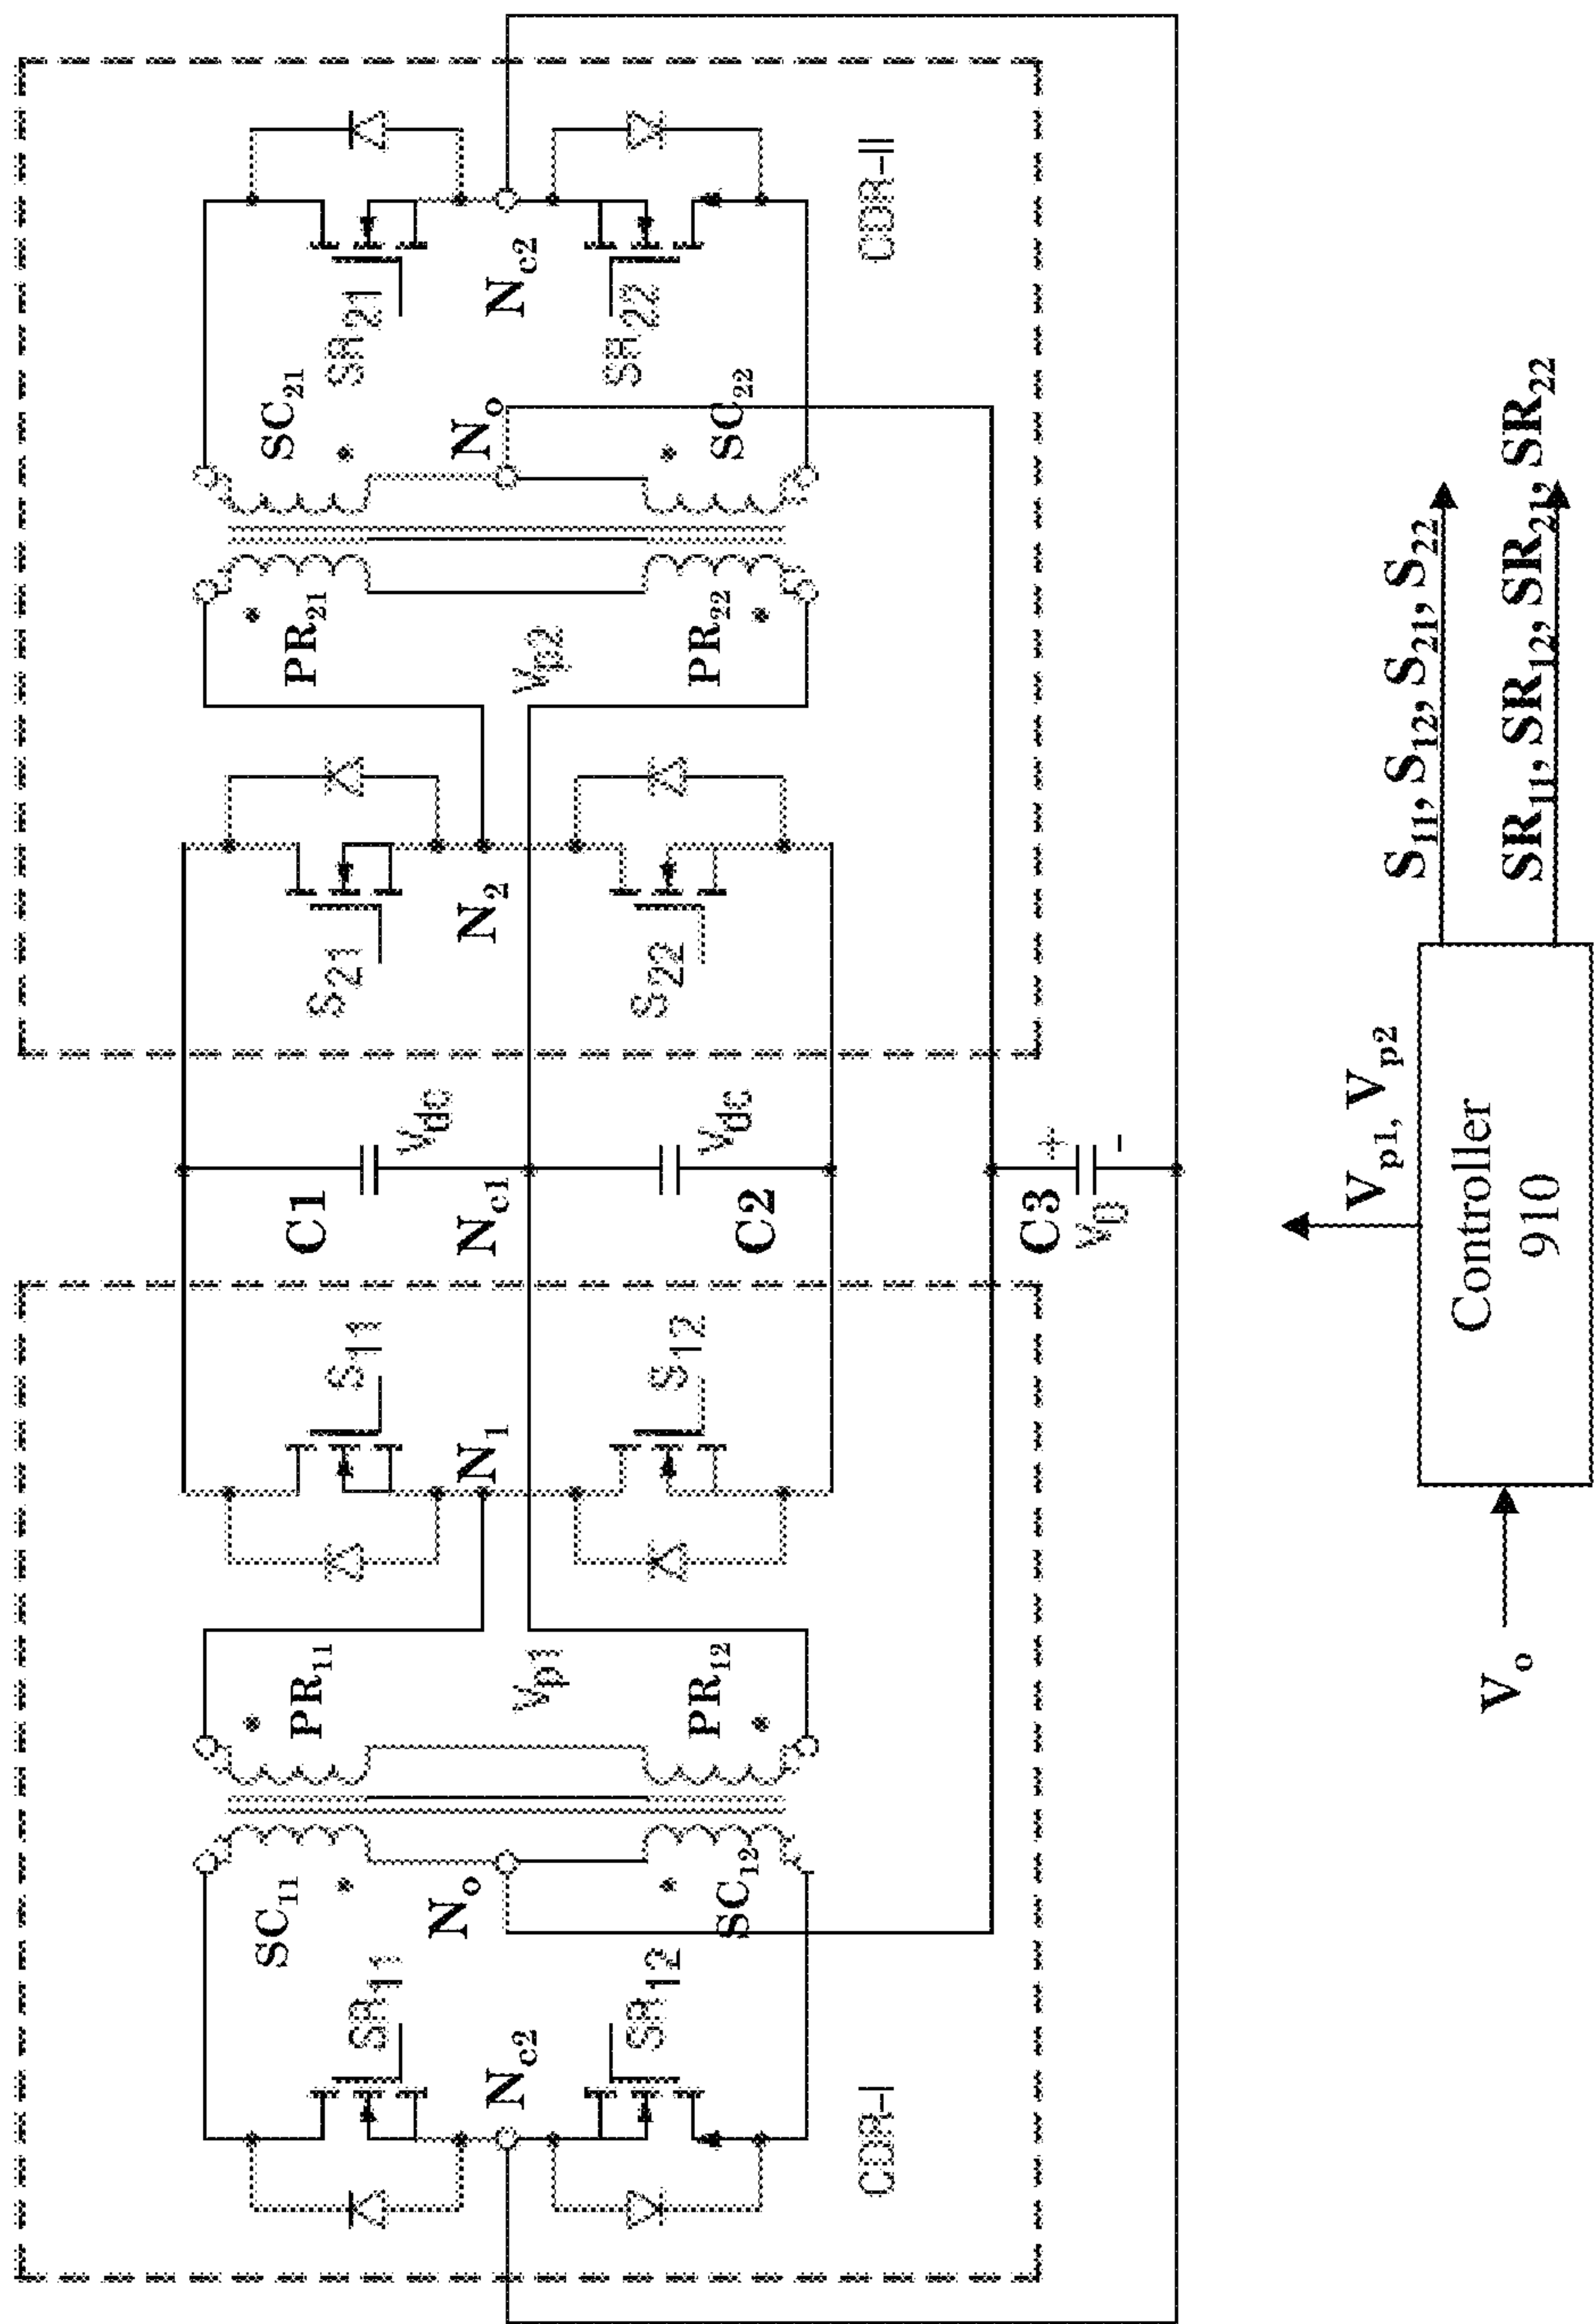 CDR-I
CDR-II
SR11
SR12
SC11
SC12
No
Nc2
PR11
PR12
Vp1
S11
S12
N1
C1
Vdc
Nc1
C2
Vdc
C3
+
-
S21
S22
N2
PR21
PR22
Vp2
SC21
SC22
No
SR21
SR22
Nc2
Vo
Controller
910
Vp1, Vp2
S11, S12, S21, S22
SR11, SR12, SR21, SR22